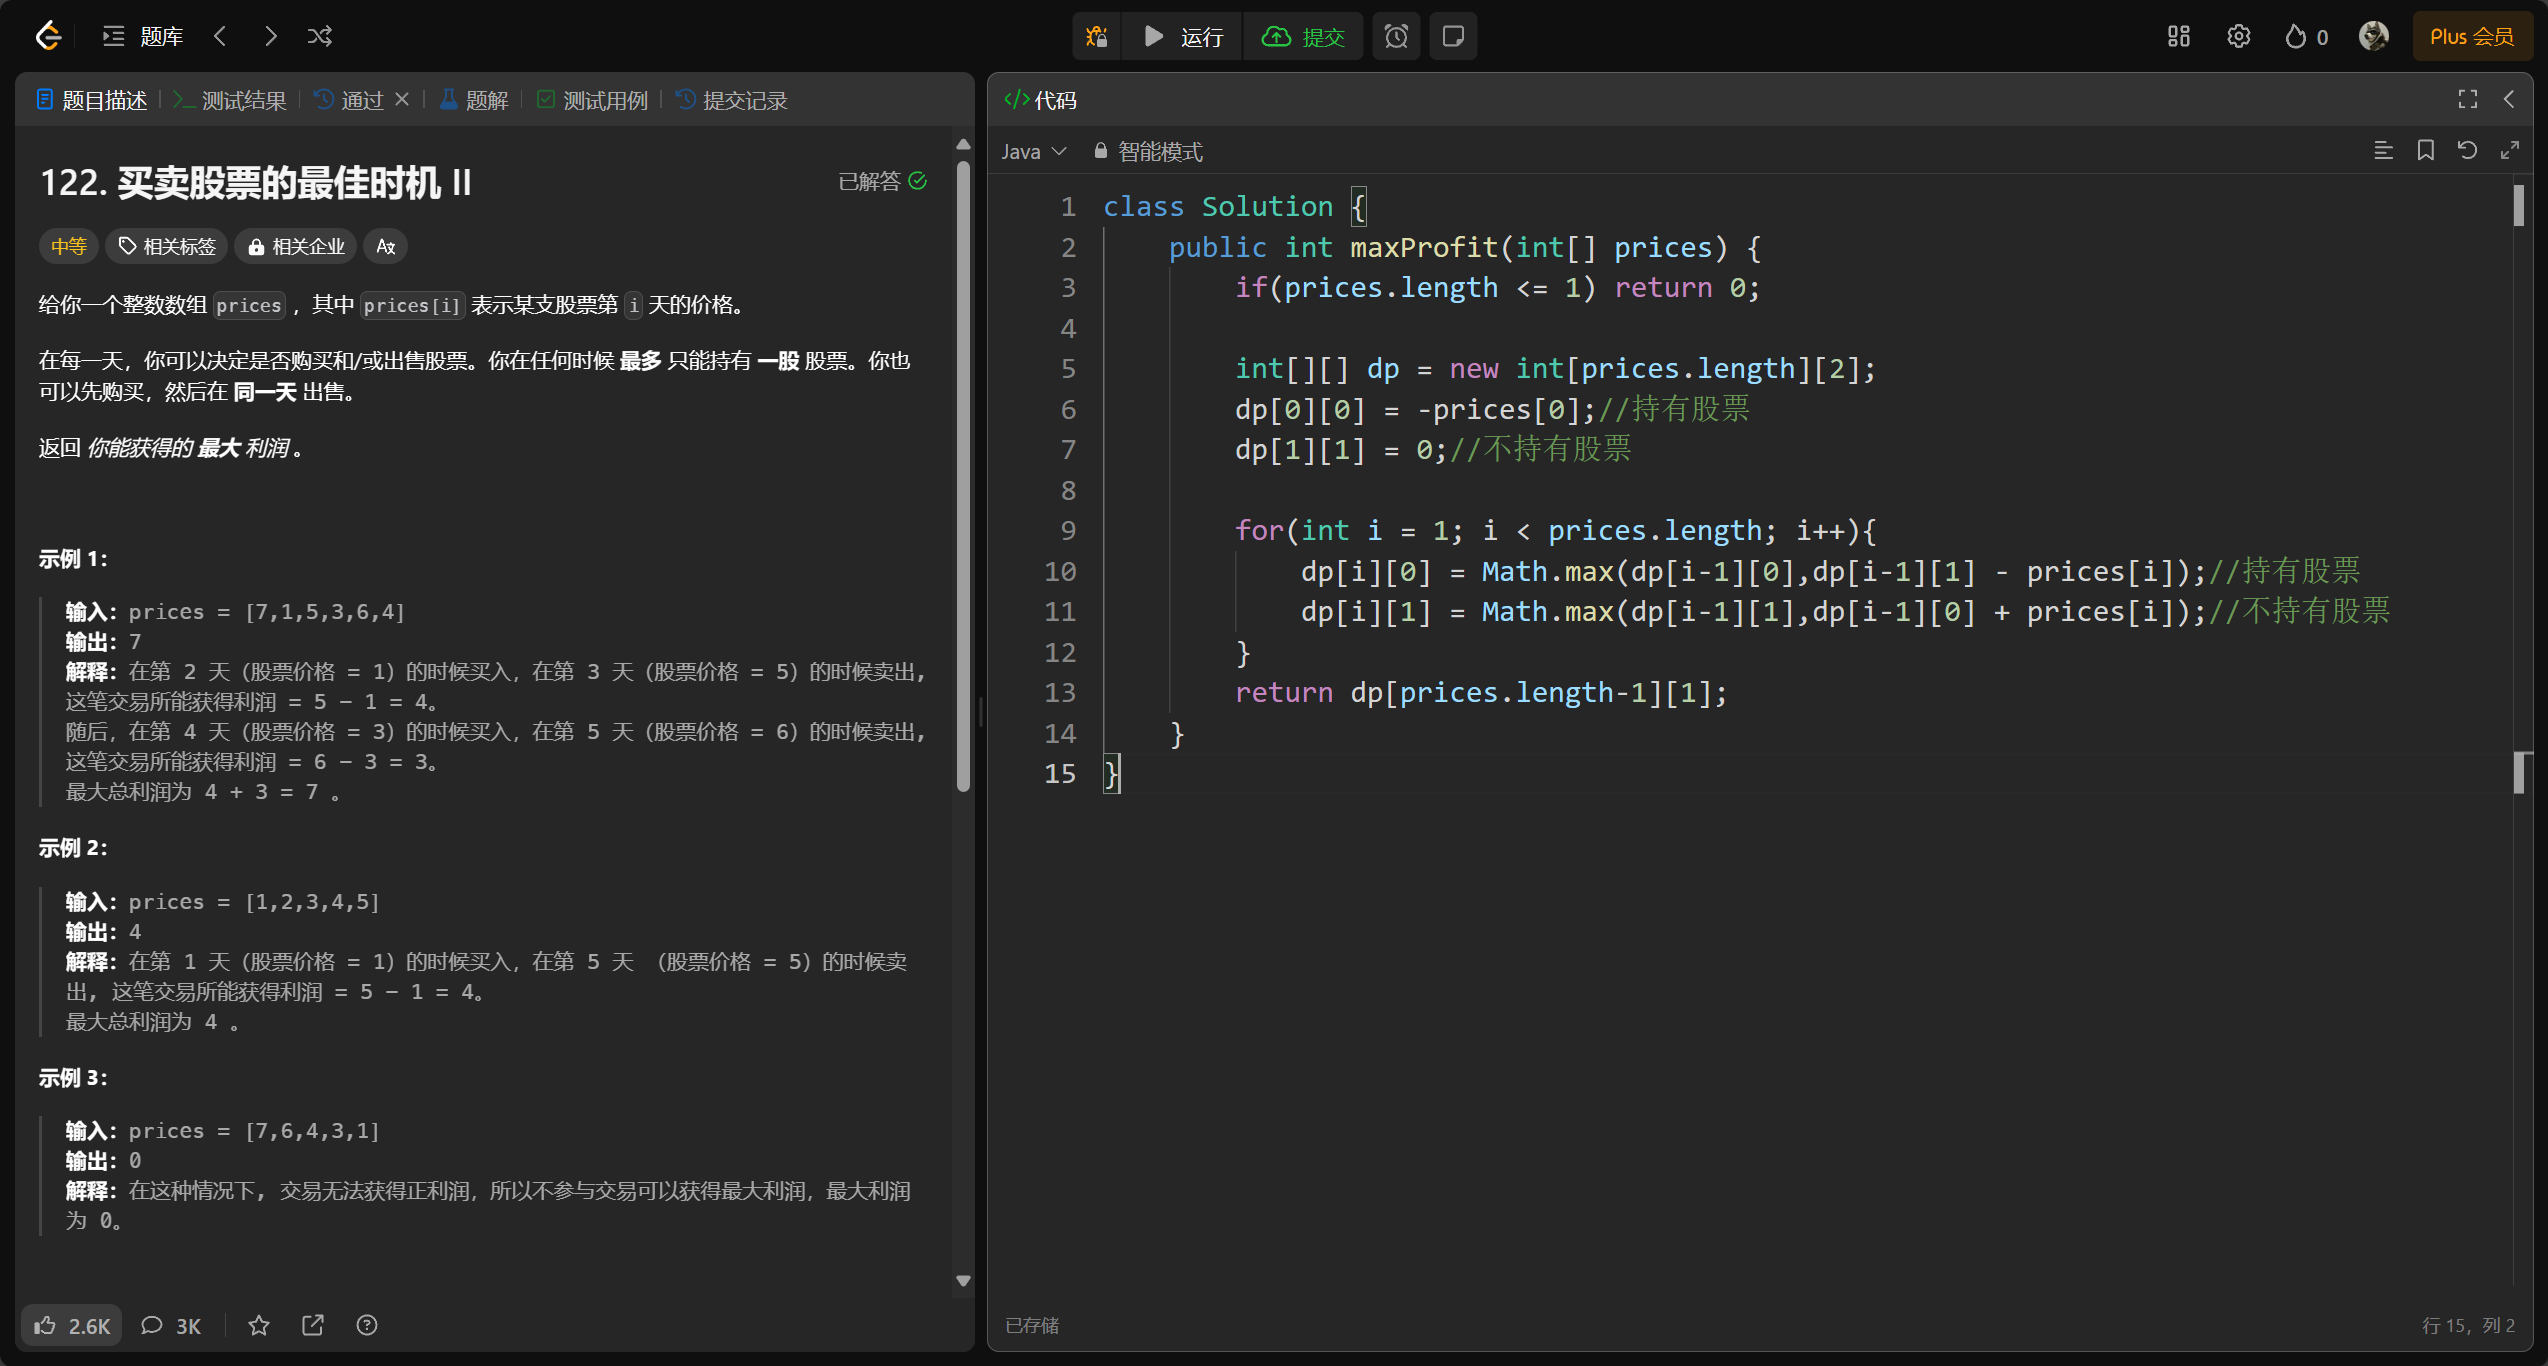 题库
运行
提交
0
Plus 会员
题目描述
测试结果
通过
题解
测试用例
提交记录
122. 买卖股票的最佳时机 II
已解答
中等
相关标签
相关企业
给你一个整数数组 prices ，其中 prices[i] 表示某支股票第 i 天的价格。
在每一天，你可以决定是否购买和/或出售股票。你在任何时候 最多 只能持有 一股 股票。你也
可以先购买，然后在 同一天 出售。
返回 你能获得的 最大 利润 。
示例 1：
输入：prices = [7,1,5,3,6,4]
输出：7
解释：在第 2 天（股票价格 = 1）的时候买入，在第 3 天（股票价格 = 5）的时候卖出，
这笔交易所能获得利润 = 5 - 1 = 4。
随后，在第 4 天（股票价格 = 3）的时候买入，在第 5 天（股票价格 = 6）的时候卖出，
这笔交易所能获得利润 = 6 - 3 = 3。
最大总利润为 4 + 3 = 7 。
示例 2：
输入：prices = [1,2,3,4,5]
输出：4
解释：在第 1 天（股票价格 = 1）的时候买入，在第 5 天 （股票价格 = 5）的时候卖
出，这笔交易所能获得利润 = 5 - 1 = 4。
最大总利润为 4 。
示例 3：
输入：prices = [7,6,4,3,1]
输出：0
解释：在这种情况下，交易无法获得正利润，所以不参与交易可以获得最大利润，最大利润
为 0。
2.6K
3K
</> 代码
Java
智能模式
1 class Solution {
2     public int maxProfit(int[] prices) {
3         if(prices.length <= 1) return 0;
4
5         int[][] dp = new int[prices.length][2];
6         dp[0][0] = -prices[0];//持有股票
7         dp[1][1] = 0;//不持有股票
8
9         for(int i = 1; i < prices.length; i++){
10             dp[i][0] = Math.max(dp[i-1][0],dp[i-1][1] - prices[i]);//持有股票
11             dp[i][1] = Math.max(dp[i-1][1],dp[i-1][0] + prices[i]);//不持有股票
12         }
13         return dp[prices.length-1][1];
14     }
15 }
已存储
行 15，列 2